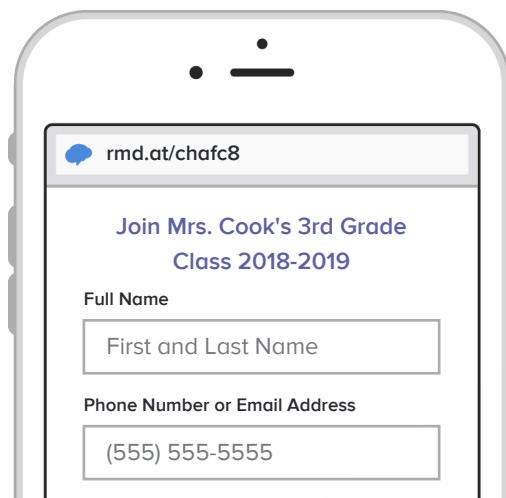 rmd.at/chafc8
Join Mrs. Cook's 3rd Grade
Class 2018-2019
Full Name
First and Last Name
Phone Number or Email Address
(555) 555-5555